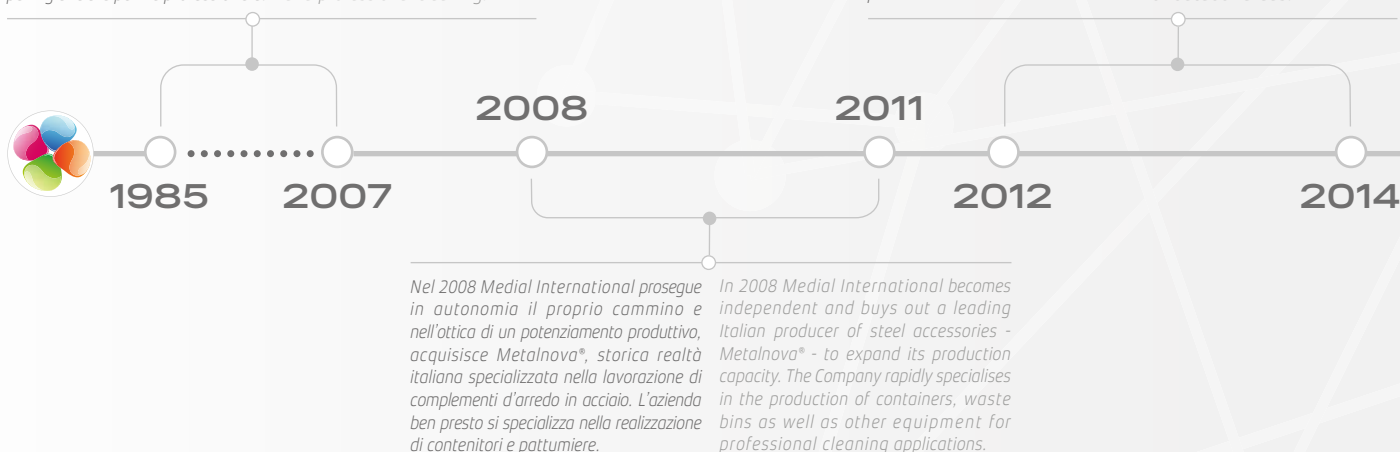 2008
2011
1985
2007
2012
2014
Nel 2008 Medial International prosegue
in autonomia il proprio cammino e
nell'ottica di un potenziamento produttivo,
acquisisce Metalnova®, storica realtà
italiana specializzata nella lavorazione di
complementi d'arredo in acciaio. L'azienda
ben presto si specializza nella realizzazione
di contenitori e pattumiere.
In 2008 Medial International becomes
independent and buys out a leading
Italian producer of steel accessories -
Metalnova® - to expand its production
capacity. The Company rapidly specialises
in the production of containers, waste
bins as well as other equipment for
professional cleaning applications.